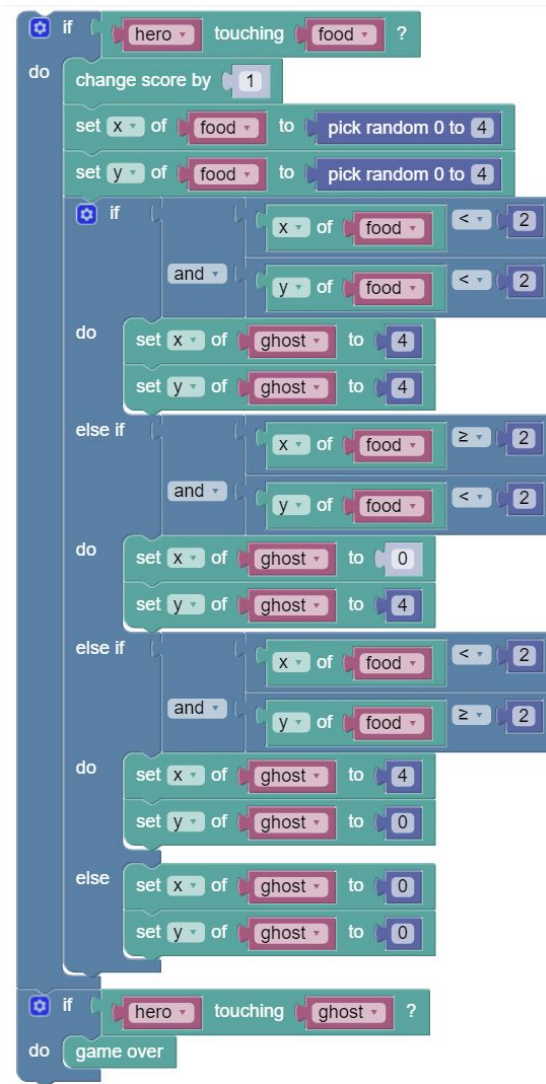 if hero touching food ?
do change score by 1
set x of food to pick random 0 to 4
set y of food to pick random 0 to 4
if x of food < 2
and y of food < 2
do set x of ghost to 4
set y of ghost to 4
else if x of food ≥ 2
and y of food < 2
do set x of ghost to 0
set y of ghost to 4
else if x of food < 2
and y of food ≥ 2
do set x of ghost to 4
set y of ghost to 0
else set x of ghost to 0
set y of ghost to 0
if hero touching ghost ?
do game over